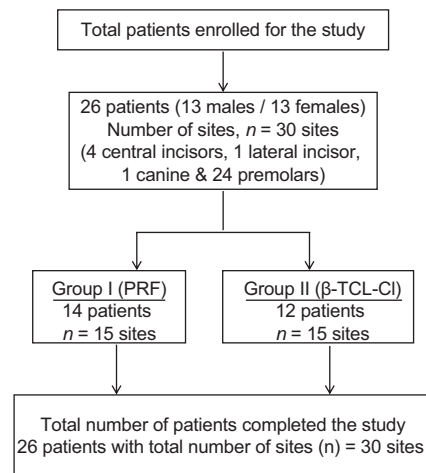 Total patients enrolled for the study
26 patients (13 males / 13 females)
Number of sites, n = 30 sites
(4 central incisors, 1 lateral incisor,
1 canine & 24 premolars)
Group I (PRF)
14 patients
n = 15 sites
Group II (β-TCL-Cl)
12 patients
n = 15 sites
Total number of patients completed the study
26 patients with total number of sites (n) = 30 sites